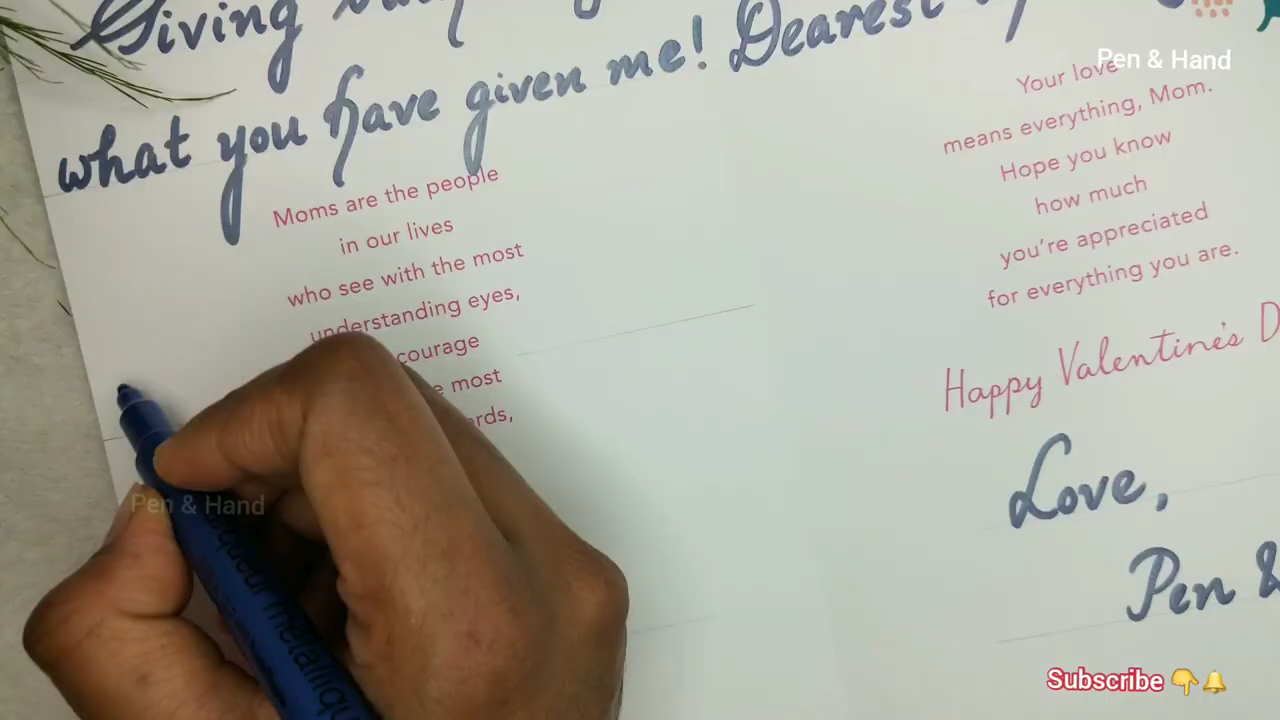 Giving
what you have given me! Dearest
Moms are the people
in our lives
who see with the most
understanding eyes,
courage
most
Your love
means everything, Mom.
Hope you know
how much
you're appreciated
for everything you are.
Happy Valentine's D
Love,
Pen &
Pen & Hand
Pen & Hand
Subscribe 👇🔔